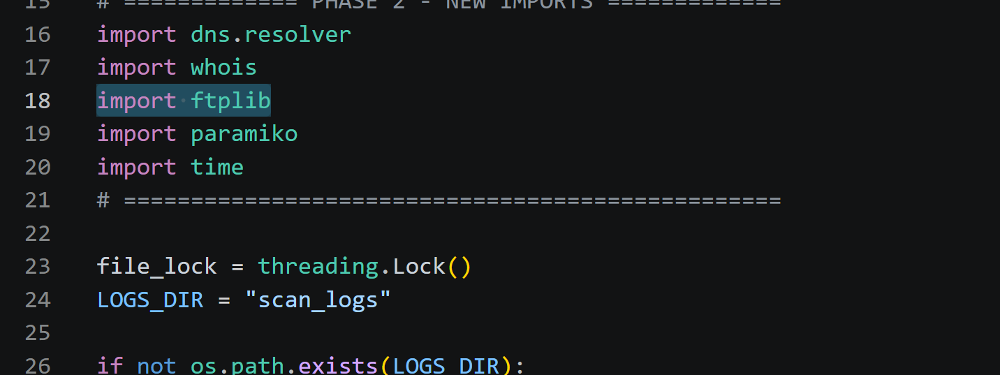 15 # ============= PHASE 2 - NEW IMPORTS =============
16 import dns.resolver
17 import whois
18 import ftplib
19 import paramiko
20 import time
21 # =================================================
22
23 file_lock = threading.Lock()
24 LOGS_DIR = "scan_logs"
25
26 if not os.path.exists(LOGS_DIR):